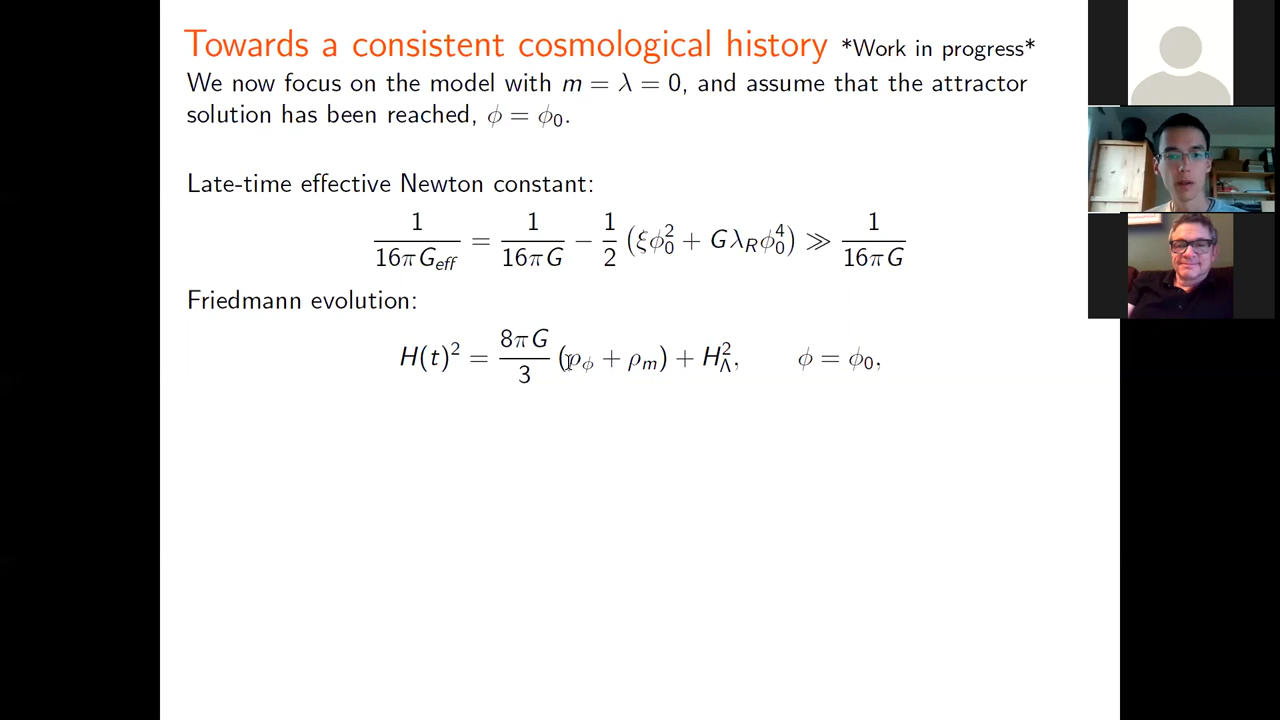 Towards a consistent cosmological history *Work in progress*
We now focus on the model with m = λ = 0, and assume that the attractor
solution has been reached, ϕ = ϕ₀.
Late-time effective Newton constant:
1/(16πG_eff) = 1/(16πG) − 1/2 (ξϕ₀² + Gλ_Rϕ₀⁴) ≫ 1/(16πG)
Friedmann evolution:
H(t)² = 8πG/3 (ρ_ϕ + ρ_m) + H_Λ², ϕ = ϕ₀,